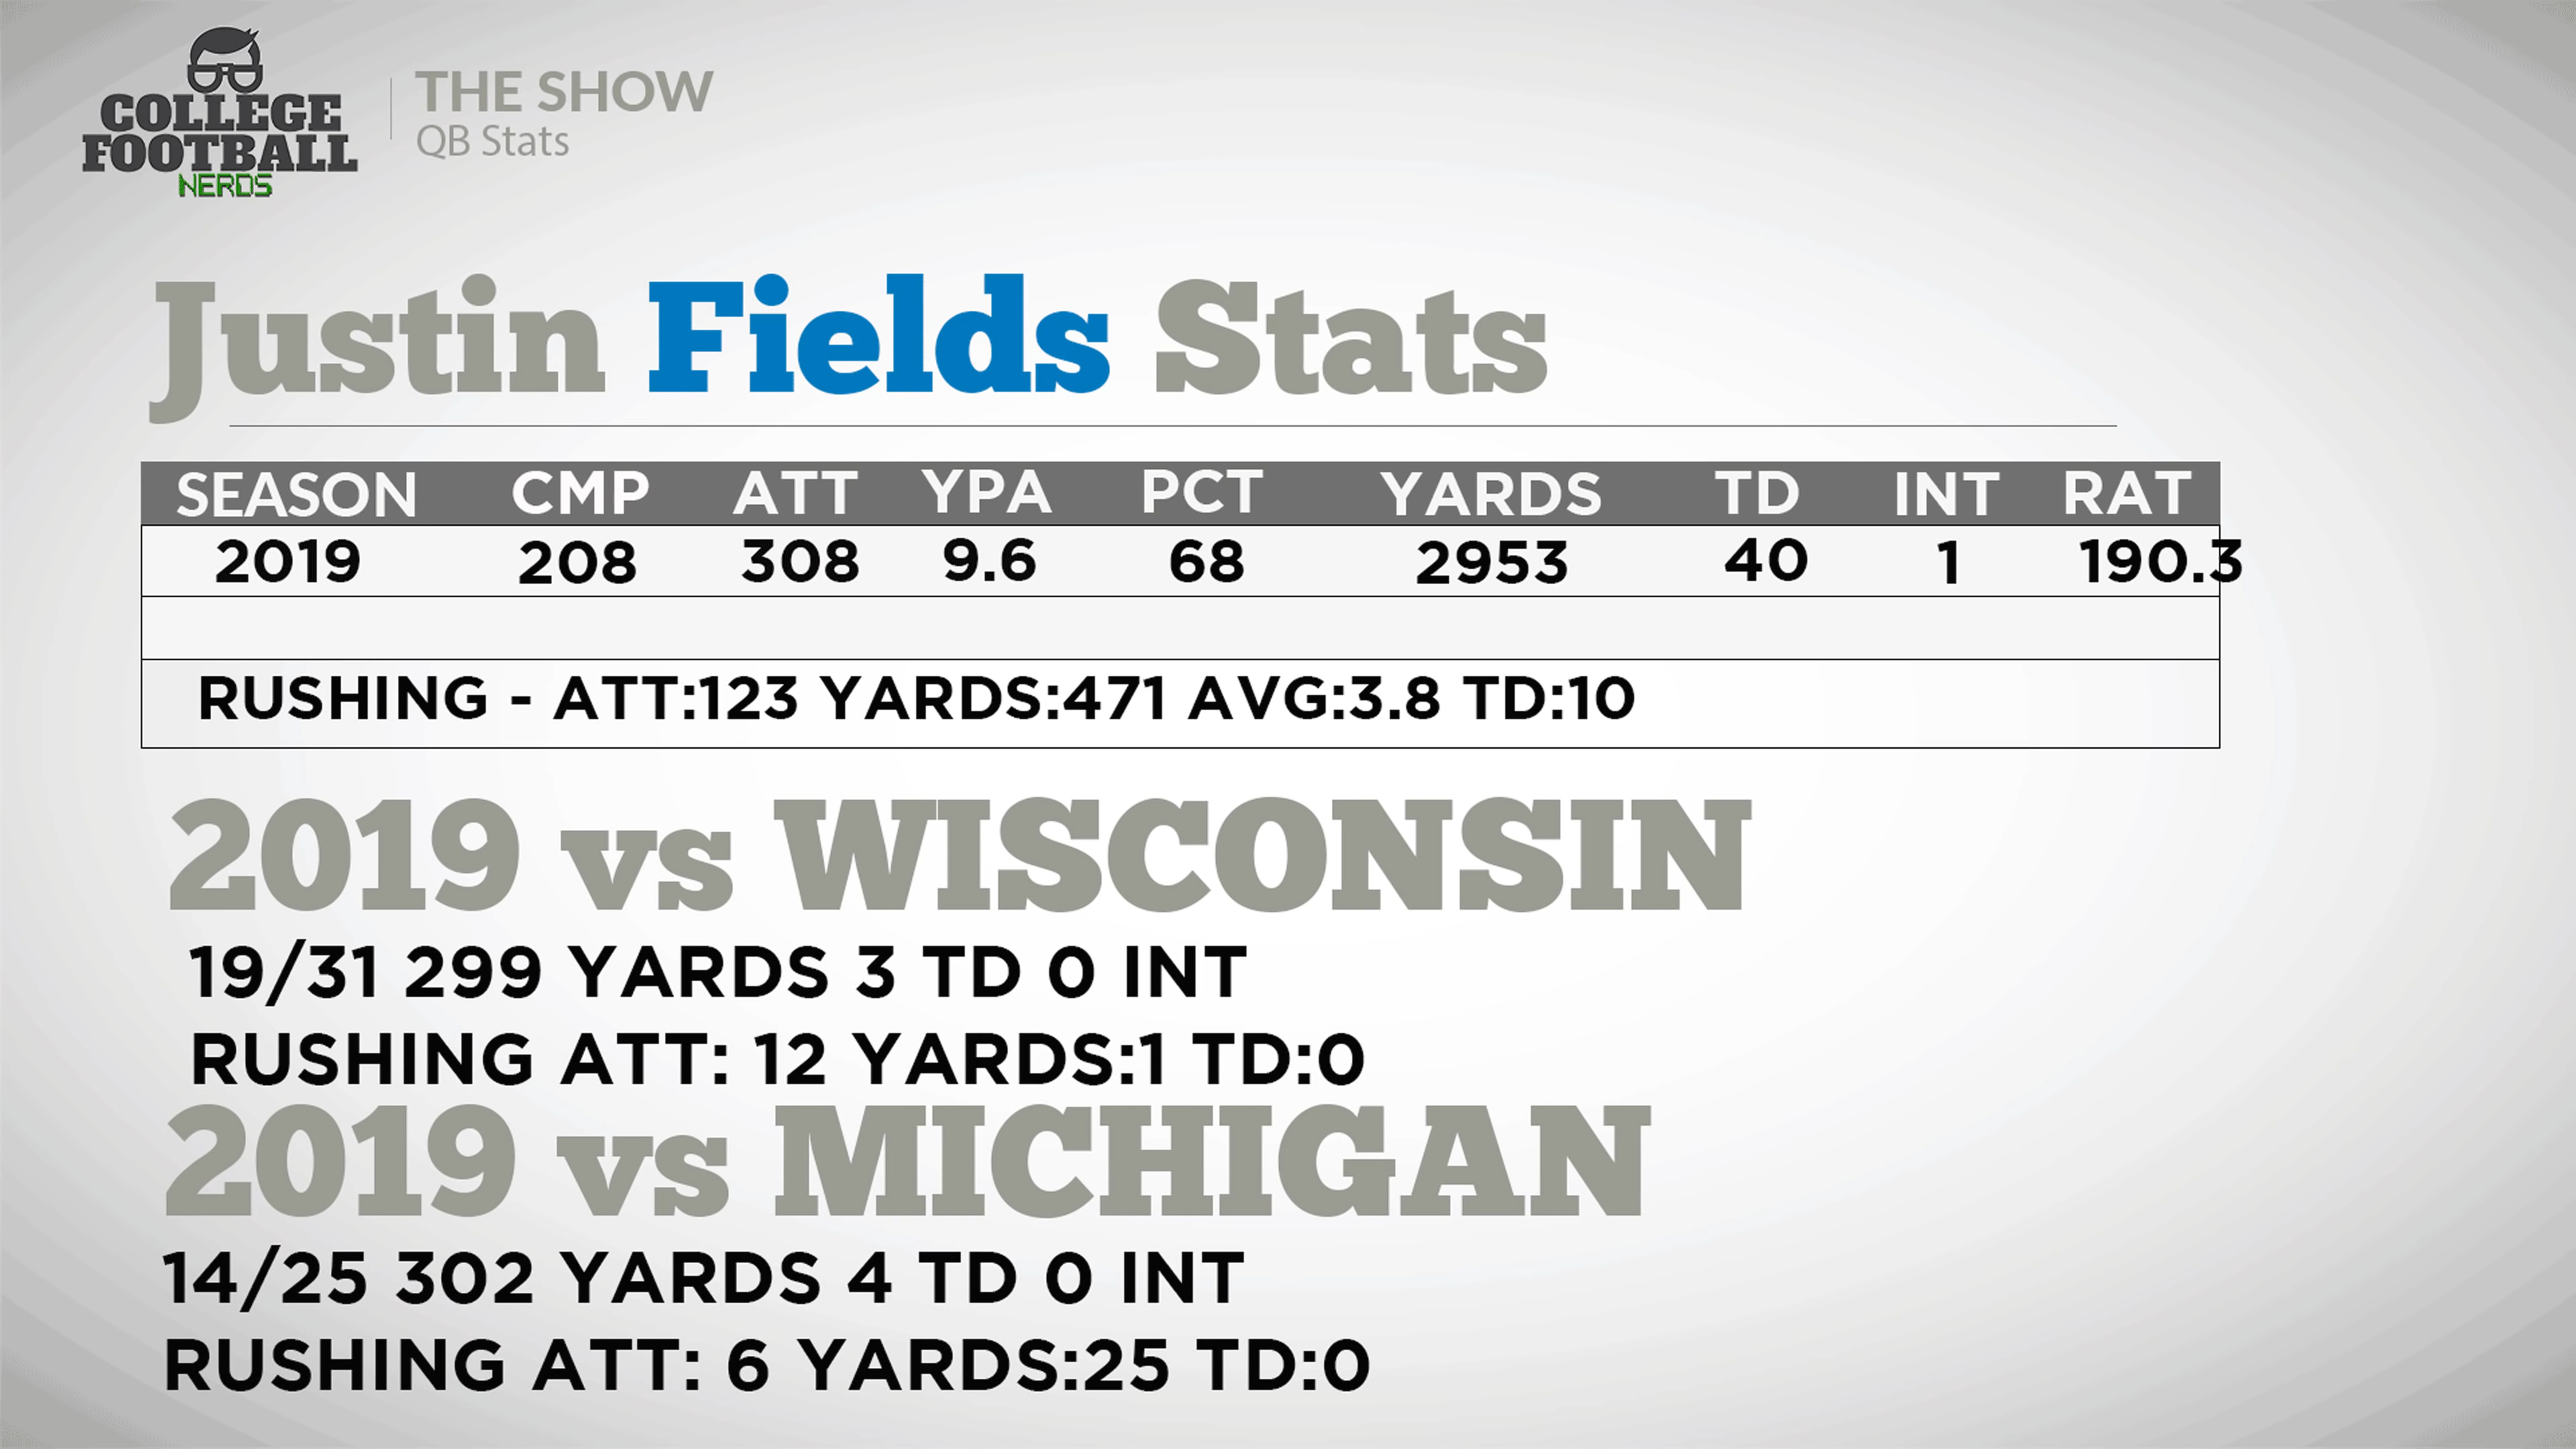 COLLEGE
FOOTBALL
NERDS
THE SHOW
QB Stats
Justin Fields Stats
SEASON CMP ATT YPA PCT YARDS TD INT RAT
2019 208 308 9.6 68 2953 40 1 190.3
RUSHING - ATT:123 YARDS:471 AVG:3.8 TD:10
2019 vs WISCONSIN
19/31 299 YARDS 3 TD 0 INT
RUSHING ATT: 12 YARDS:1 TD:0
2019 vs MICHIGAN
14/25 302 YARDS 4 TD 0 INT
RUSHING ATT: 6 YARDS:25 TD:0